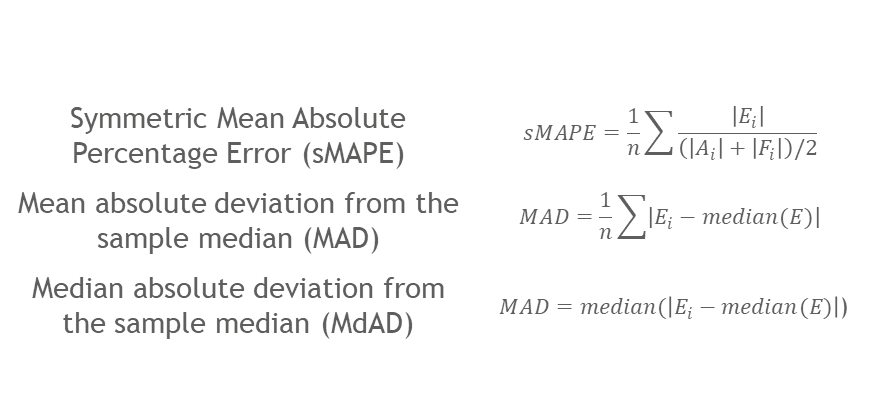 Symmetric Mean Absolute
Percentage Error (sMAPE)
sMAPE = 1/n ∑ |E_i| / ((|A_i| + |F_i|)/2)
Mean absolute deviation from the
sample median (MAD)
MAD = 1/n ∑ |E_i − median(E)|
Median absolute deviation from
the sample median (MdAD)
MAD = median(|E_i − median(E)|)